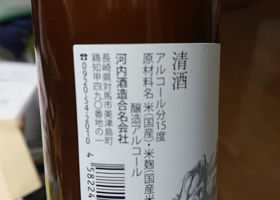 清酒
アルコール分15度
原材料名 米(国産)・米麹(国産米
醸造アルコール
河内酒造合名会社
長崎県対馬市美津島町
鶏知甲四九〇番地の一
0920-54-2010
4 58224